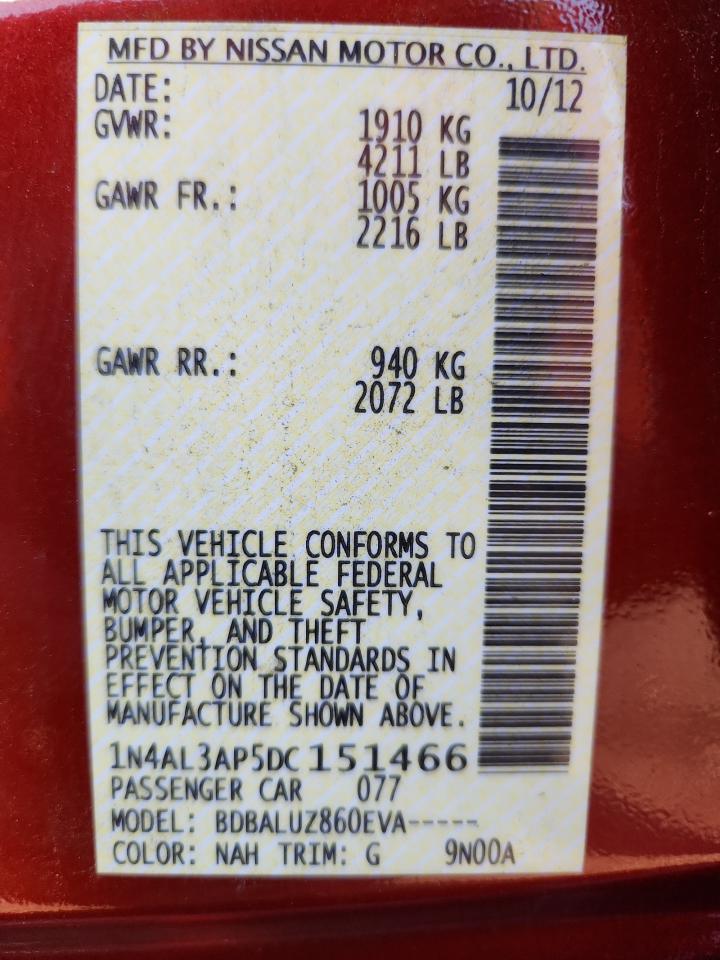 MFD BY NISSAN MOTOR CO., LTD.
DATE: 10/12
GVWR: 1910 KG
4211 LB
GAWR FR.: 1005 KG
2216 LB
GAWR RR.: 940 KG
2072 LB
THIS VEHICLE CONFORMS TO
ALL APPLICABLE FEDERAL
MOTOR VEHICLE SAFETY,
BUMPER, AND THEFT
PREVENTION STANDARDS IN
EFFECT ON THE DATE OF
MANUFACTURE SHOWN ABOVE.
1N4AL3AP5DC151466
PASSENGER CAR 077
MODEL: BDBALUZ860EVA-----
COLOR: NAH TRIM: G 9N00A